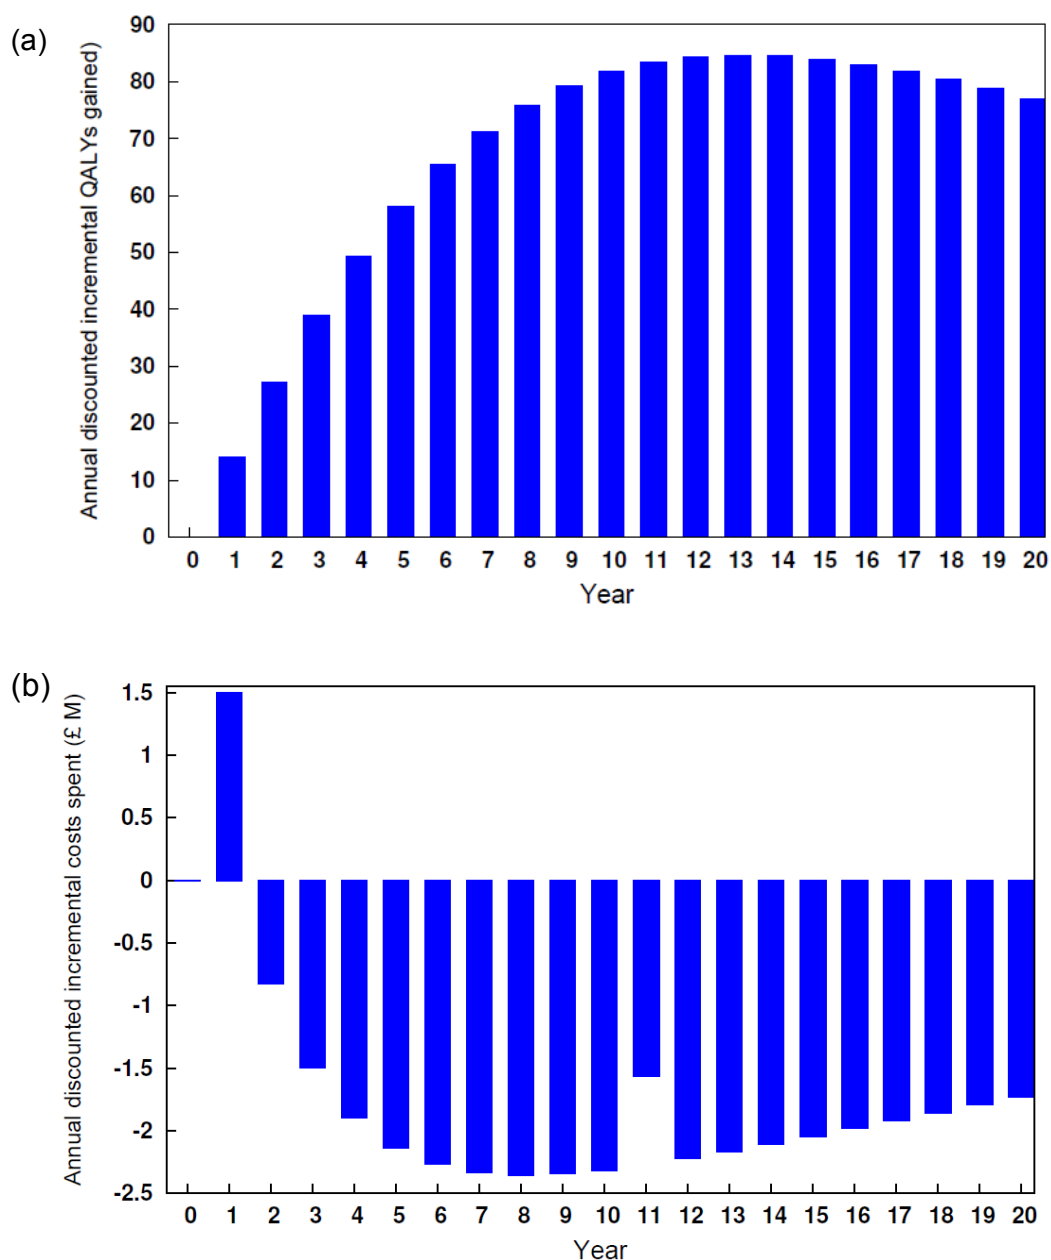 (a)
Annual discounted incremental QALYs gained)
90
80
70
60
50
40
30
20
10
0
0 1 2 3 4 5 6 7 8 9 10 11 12 13 14 15 16 17 18 19 20
Year
(b)
Annual discounted incremental costs spent (£ M)
1.5
1
0.5
0
-0.5
-1
-1.5
-2
-2.5
0 1 2 3 4 5 6 7 8 9 10 11 12 13 14 15 16 17 18 19 20
Year